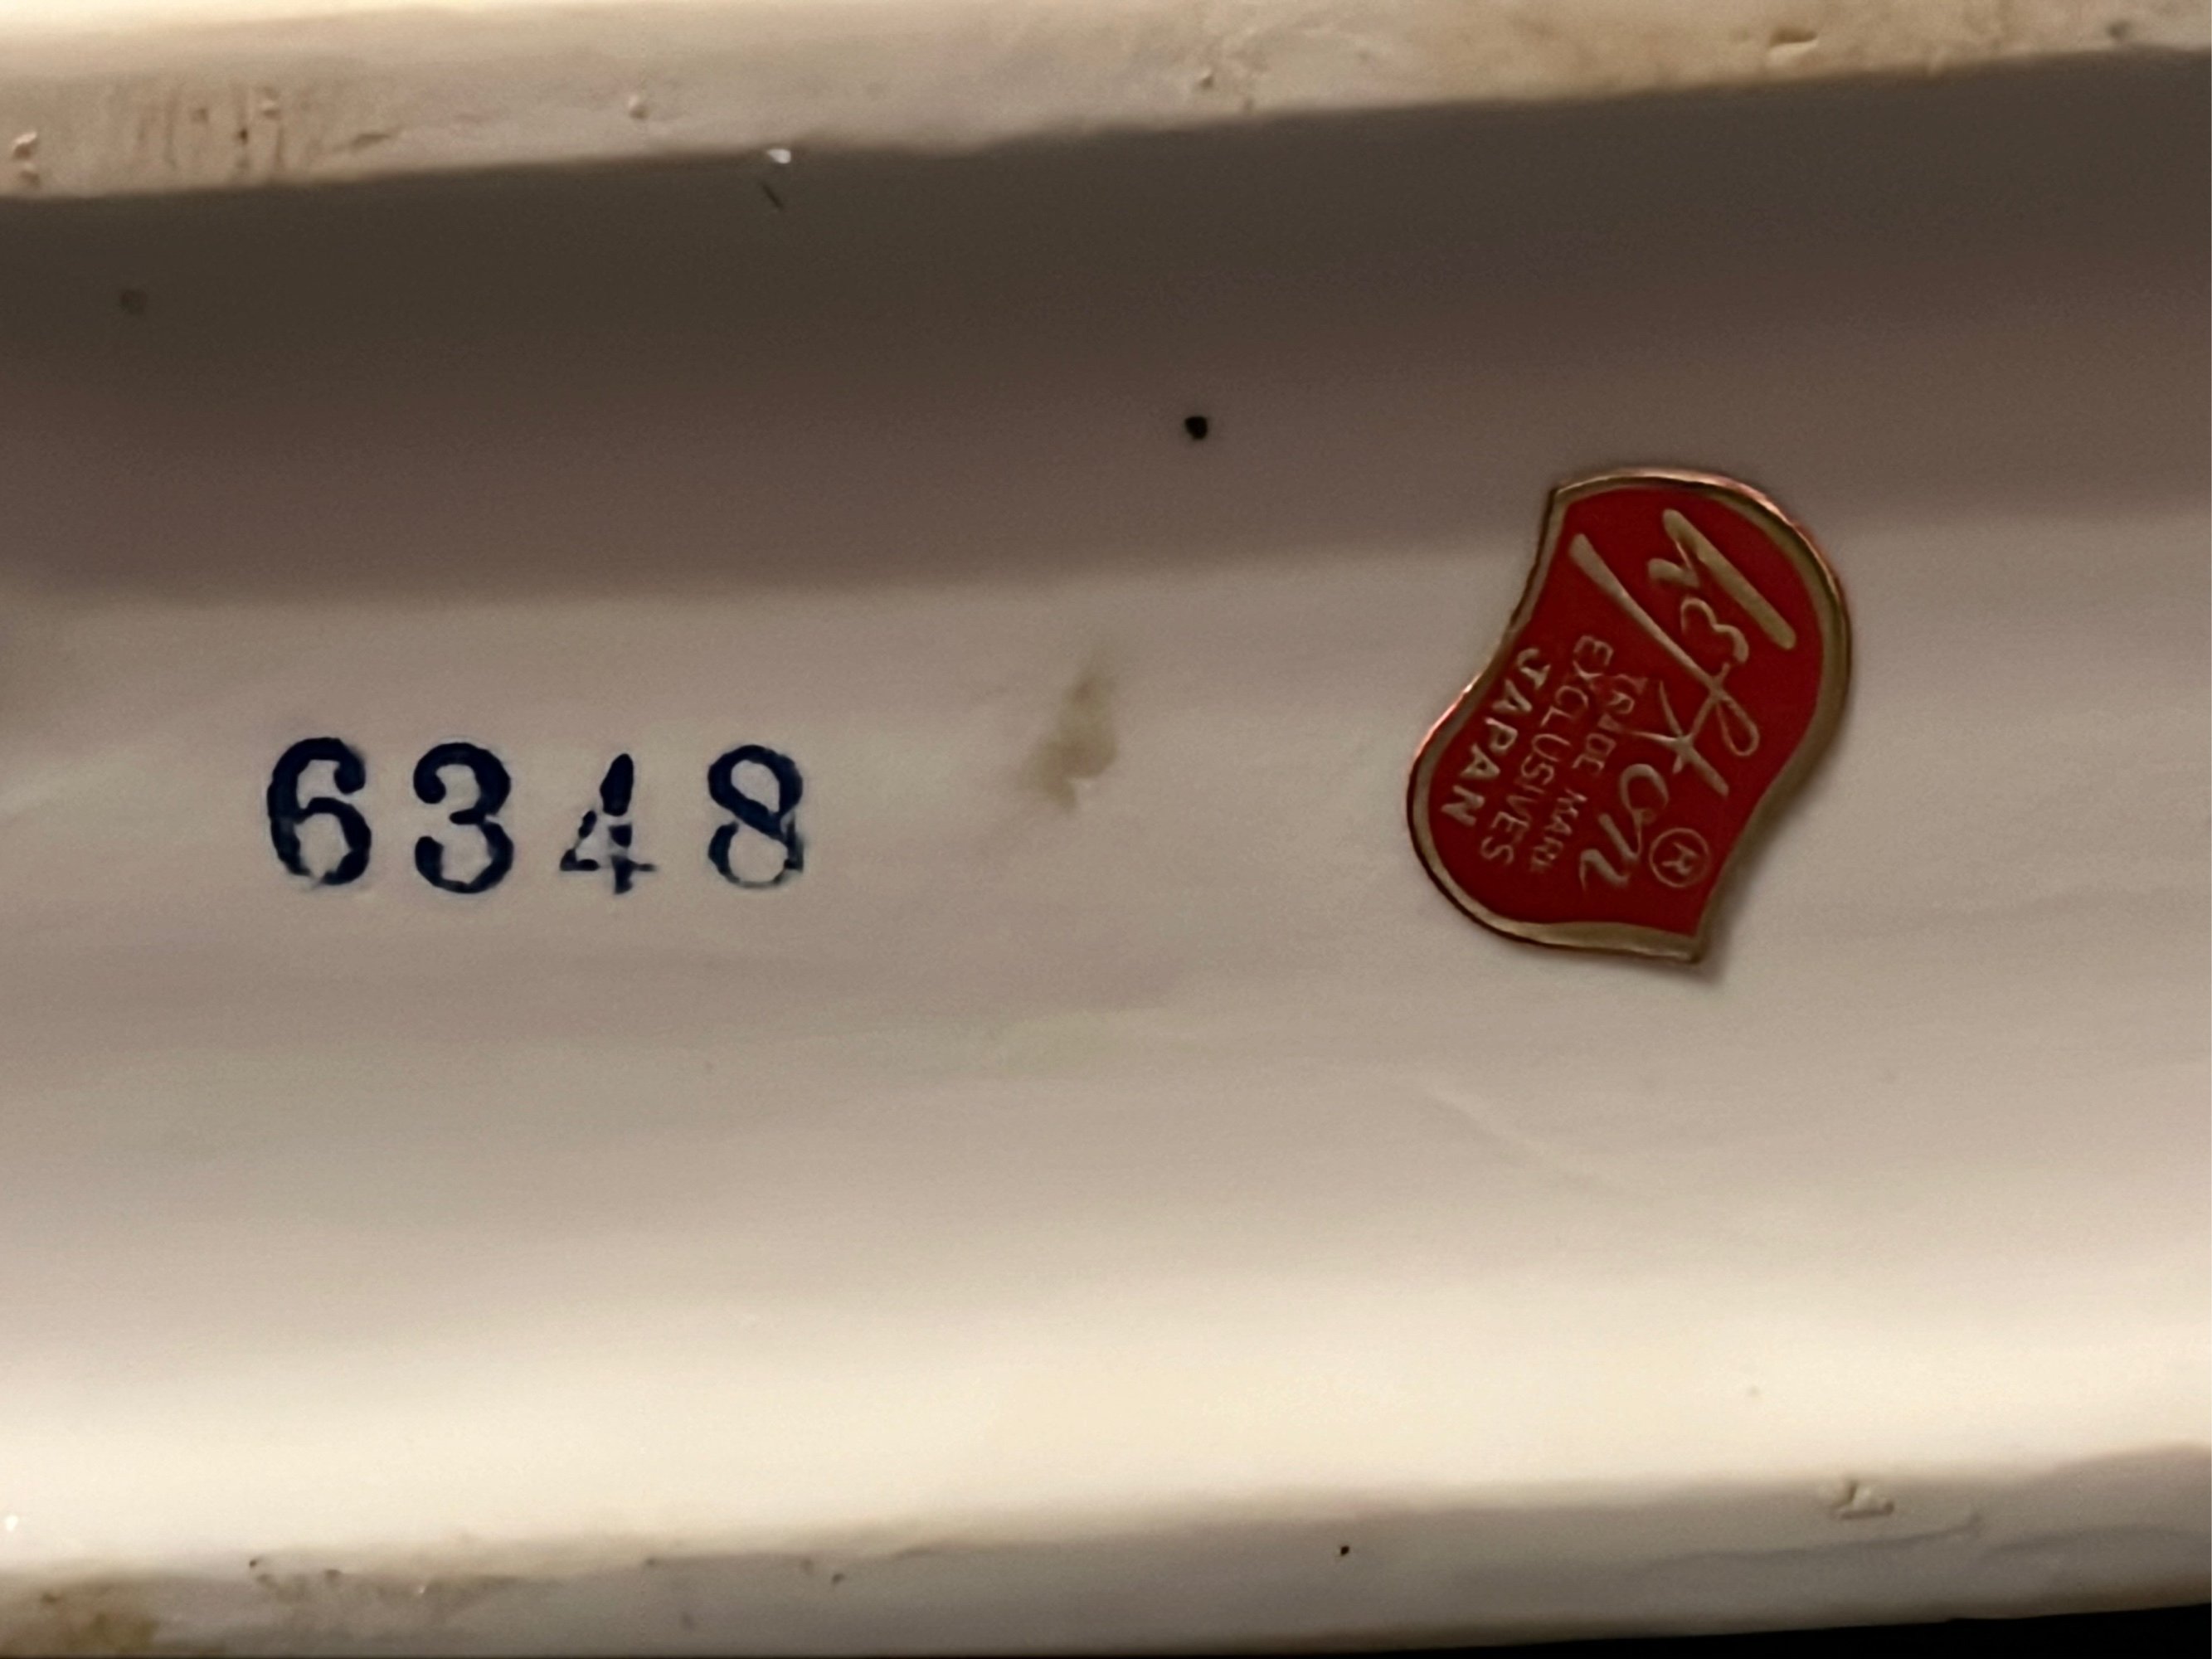 6348
Lefton ®
TRADE MARK
EXCLUSIVES
JAPAN